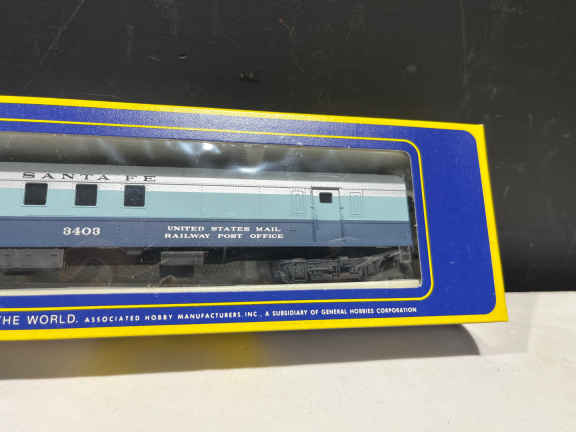 SANTA FE
3403
UNITED STATES MAIL
RAILWAY POST OFFICE
THE WORLD. ASSOCIATED HOBBY MANUFACTURERS, INC., A SUBSIDIARY OF GENERAL HOBBIES CORPORATION